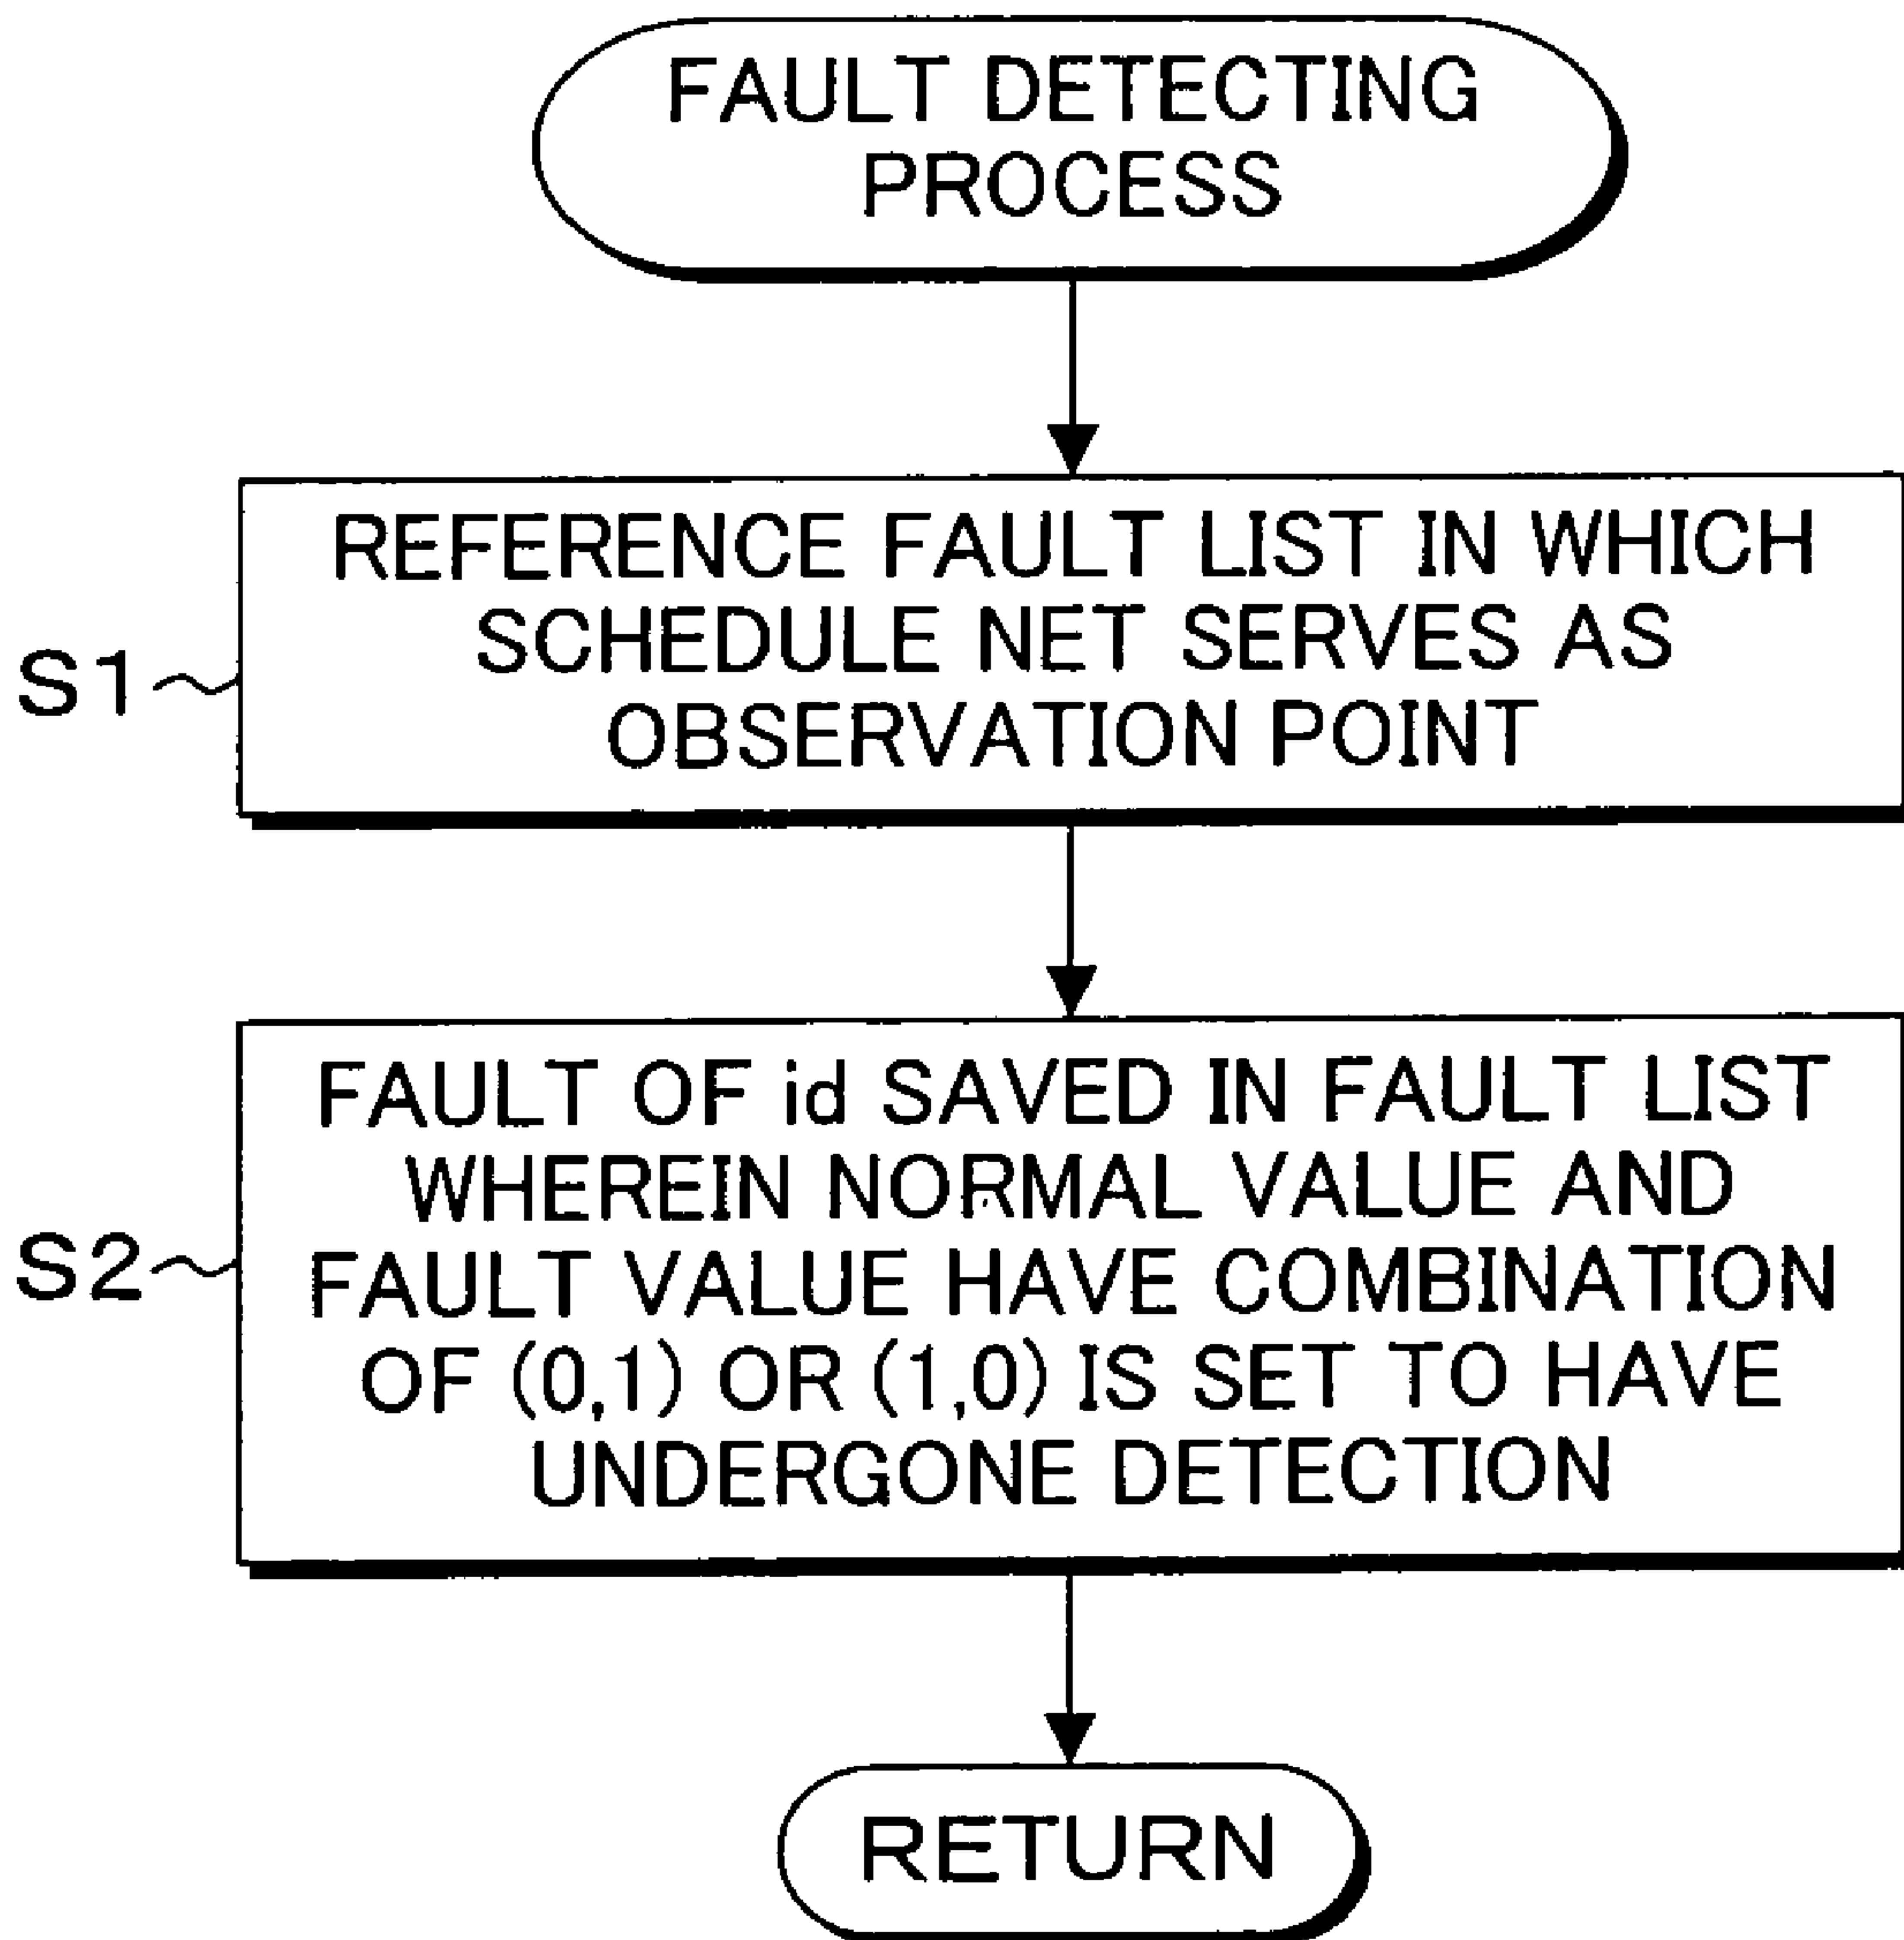 FAULT DETECTING
PROCESS
REFERENCE FAULT LIST IN WHICH
SCHEDULE NET SERVES AS
OBSERVATION POINT
S1
FAULT OF id SAVED IN FAULT LIST
WHEREIN NORMAL VALUE AND
FAULT VALUE HAVE COMBINATION
OF (0,1) OR (1,0) IS SET TO HAVE
UNDERGONE DETECTION
S2
RETURN